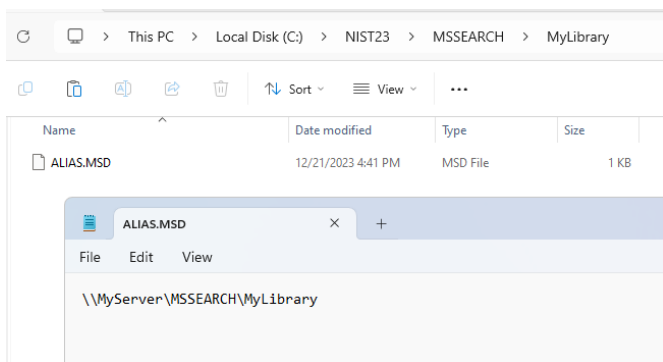 This PC > Local Disk (C:) > NIST23 > MSSEARCH > MyLibrary
Sort View ...
Name Date modified Type Size
ALIAS.MSD 12/21/2023 4:41 PM MSD File 1 KB
ALIAS.MSD × +
File Edit View
\\MyServer\MSSEARCH\MyLibrary